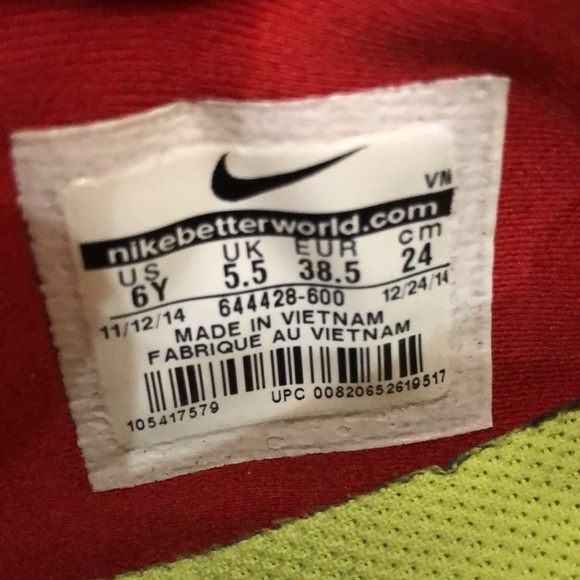 VN
nikebetterworld.com
US UK EUR cm
6Y 5.5 38.5 24
644428-600
11/12/14 12/24/14
MADE IN VIETNAM
FABRIQUE AU VIETNAM
105417579 UPC 00820652619517